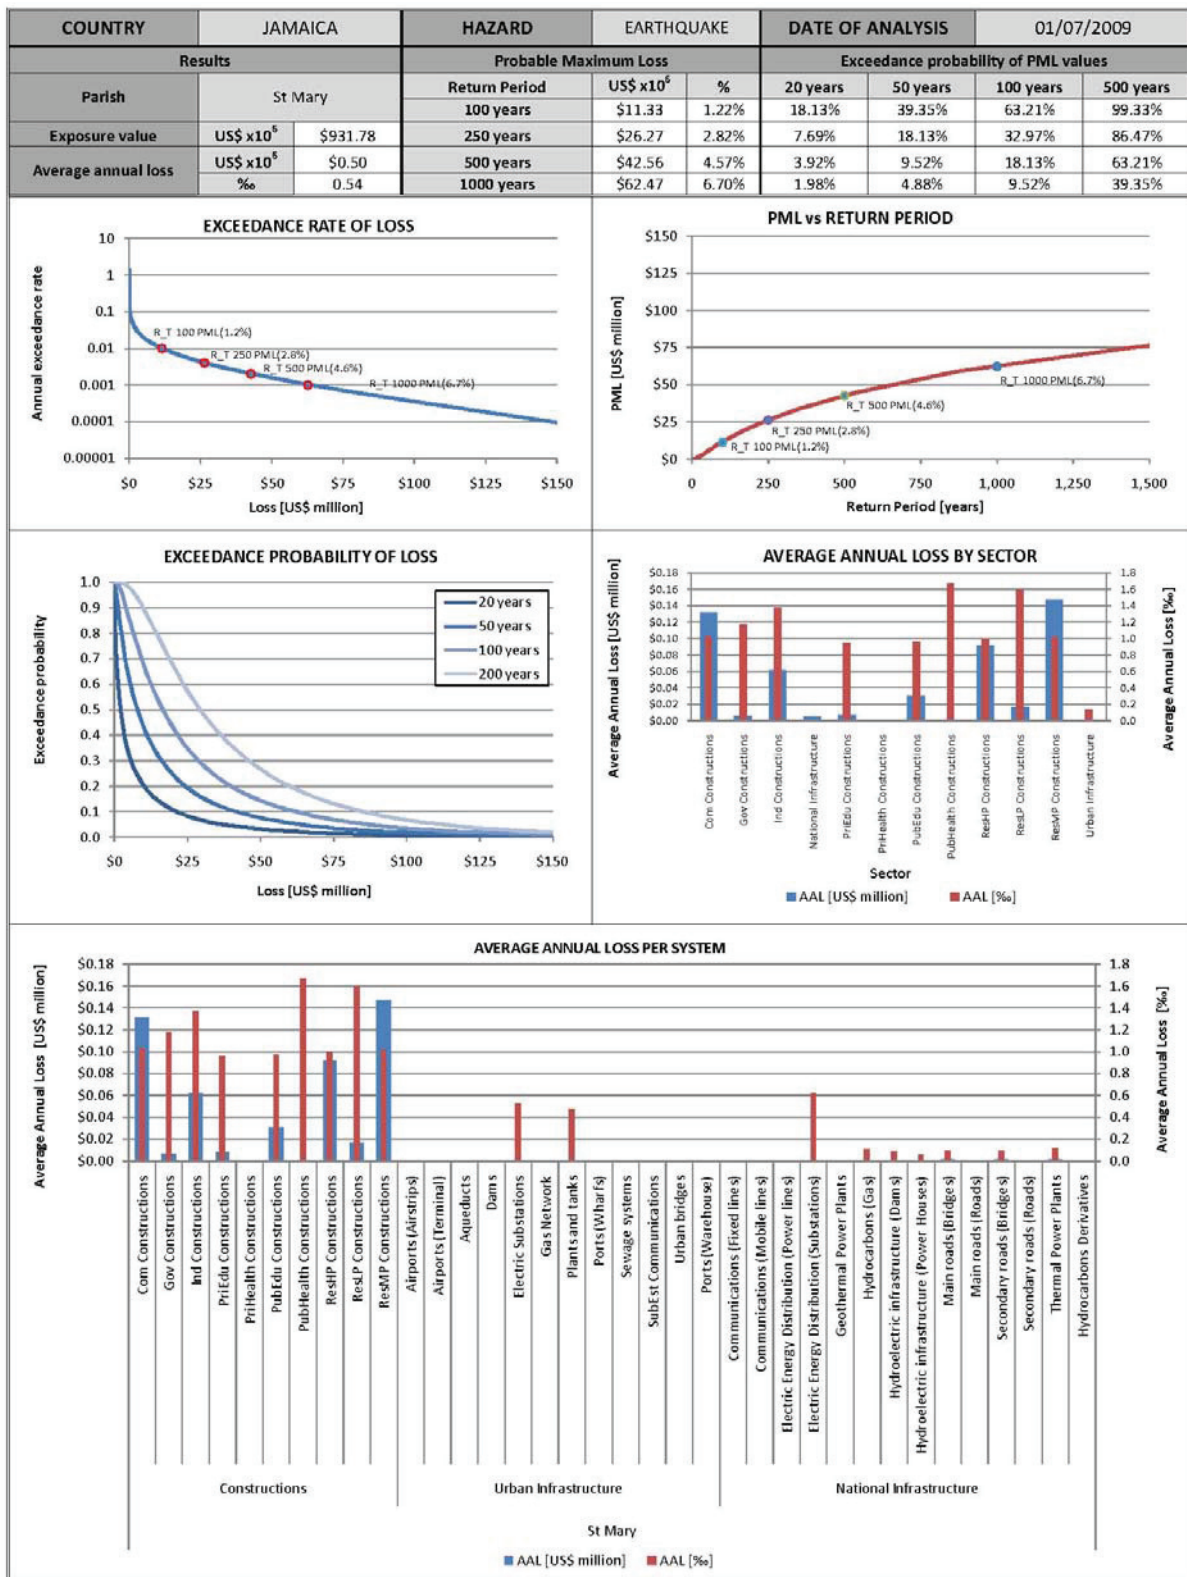 COUNTRY JAMAICA HAZARD EARTHQUAKE DATE OF ANALYSIS 01/07/2009
Results Probable Maximum Loss Exceedance probability of PML values
Parish St Mary Return Period US$ x10⁶ % 20 years 50 years 100 years 500 years
100 years $11.33 1.22% 18.13% 39.35% 63.21% 99.33%
Exposure value US$ x10⁶ $931.78 250 years $26.27 2.82% 7.69% 18.13% 32.97% 86.47%
Average annual loss US$ x10⁶ $0.50 500 years $42.56 4.57% 3.92% 9.52% 18.13% 63.21%
‰ 0.54 1000 years $62.47 6.70% 1.98% 4.88% 9.52% 39.35%
EXCEEDANCE RATE OF LOSS
Annual exceedance rate
10
1
0.1
0.01
0.001
0.0001
0.00001
R_T 100 PML(1.2%)
R_T 250 PML(2.8%)
R_T 500 PML(4.6%)
R_T 1000 PML(6.7%)
$0 $25 $50 $75 $100 $125 $150
Loss [US$ million]
PML vs RETURN PERIOD
PML [US$ million]
$150
$125
$100
$75
$50
$25
$0
R_T 1000 PML(6.7%)
R_T 500 PML(4.6%)
R_T 250 PML(2.8%)
R_T 100 PML(1.2%)
0 250 500 750 1,000 1,250 1,500
Return Period [years]
EXCEEDANCE PROBABILITY OF LOSS
Exceedance probability
1.0
0.9
0.8
0.7
0.6
0.5
0.4
0.3
0.2
0.1
0.0
20 years
50 years
100 years
200 years
$0 $25 $50 $75 $100 $125 $150
Loss [US$ million]
AVERAGE ANNUAL LOSS BY SECTOR
Average Annual Loss [US$ million]
$0.18
$0.16
$0.14
$0.12
$0.10
$0.08
$0.06
$0.04
$0.02
$0.00
1.8
1.6
1.4
1.2
1.0
0.8
0.6
0.4
0.2
0.0
Average Annual Loss [‰]
Com Constructions
Gov Constructions
Ind Constructions
National Infrastructure
PriEdu Constructions
PriHealth Constructions
PubEdu Constructions
PubHealth Constructions
ResHP Constructions
ResLP Constructions
ResMP Constructions
Urban Infrastructure
Sector
AAL [US$ million] AAL [‰]
AVERAGE ANNUAL LOSS PER SYSTEM
Average Annual Loss [US$ million]
$0.18
$0.16
$0.14
$0.12
$0.10
$0.08
$0.06
$0.04
$0.02
$0.00
1.8
1.6
1.4
1.2
1.0
0.8
0.6
0.4
0.2
0.0
Average Annual Loss [‰]
Com Constructions
Gov Constructions
Ind Constructions
PriEdu Constructions
PriHealth Constructions
PubEdu Constructions
PubHealth Constructions
ResHP Constructions
ResLP Constructions
ResMP Constructions
Airports (Airstrips)
Airports (Terminal)
Aqueducts
Dams
Electric Substations
Gas Network
Plants and tanks
Ports (Wharfs)
Sewage systems
SubEst Communications
Urban bridges
Ports (Warehouse)
Communications (Fixed lines)
Communications (Mobile lines)
Electric Energy Distribution (Power lines)
Electric Energy Distribution (Substations)
Geothermal Power Plants
Hydrocarbons (Gas)
Hydroelectric infrastructure (Dams)
Hydroelectric infrastructure (Power Houses)
Main roads (Bridges)
Main roads (Roads)
Secondary roads (Bridges)
Secondary roads (Roads)
Thermal Power Plants
Hydrocarbons Derivatives
Constructions Urban Infrastructure National Infrastructure
St Mary
AAL [US$ million] AAL [‰]